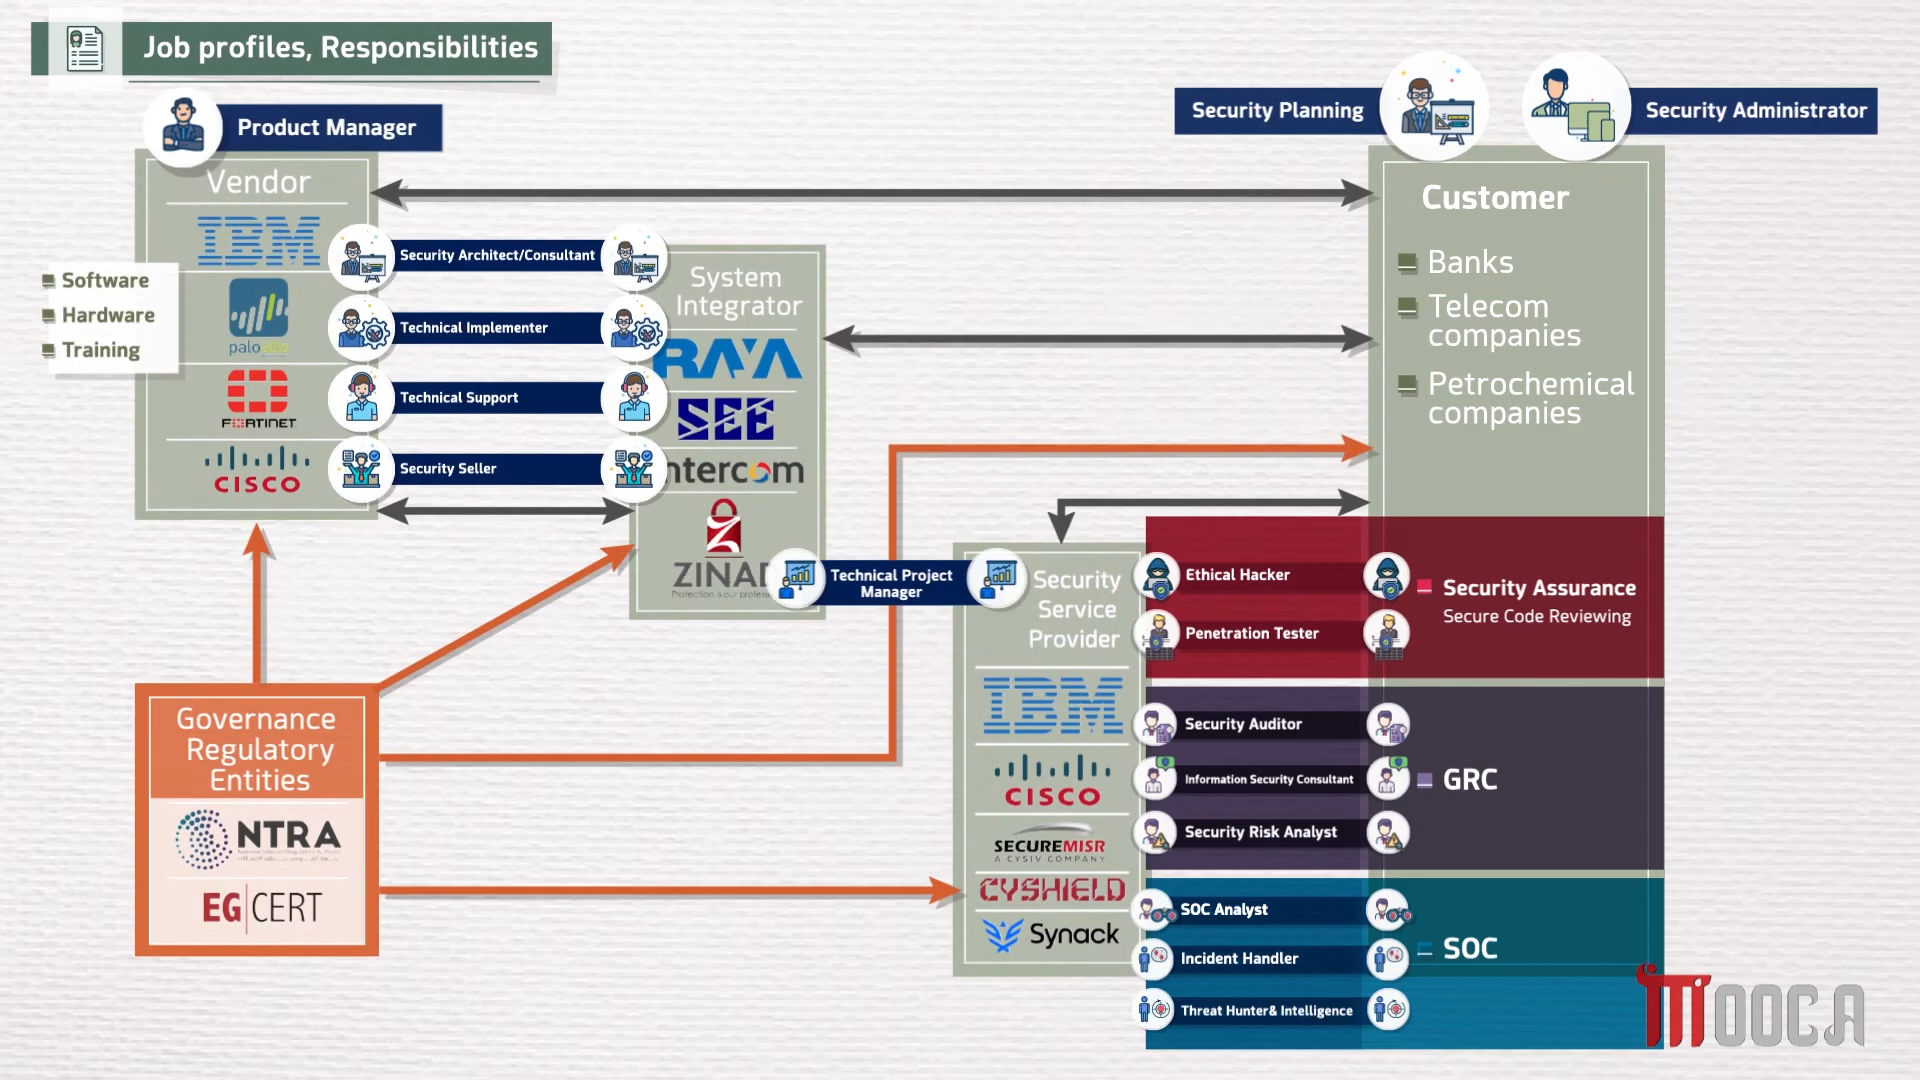 Job profiles, Responsibilities
Product Manager
Security Planning
Security Administrator
Vendor
IBM
Software
Hardware
Training
paloalto
FORTINET
CISCO
Security Architect/Consultant
Technical Implementer
Technical Support
Security Seller
System
Integrator
RAYA
SEE
Intercom
ZINAD
Technical Project
Manager
Customer
Banks
Telecom
companies
Petrochemical
companies
Security
Service
Provider
IBM
CISCO
SECUREMISR
A CYSIV COMPANY
CYSHIELD
Synack
Ethical Hacker
Penetration Tester
Security Assurance
Secure Code Reviewing
Security Auditor
Information Security Consultant
Security Risk Analyst
GRC
SOC Analyst
Incident Handler
Threat Hunter& Intelligence
SOC
Governance
Regulatory
Entities
NTRA
EG|CERT
MOOCA